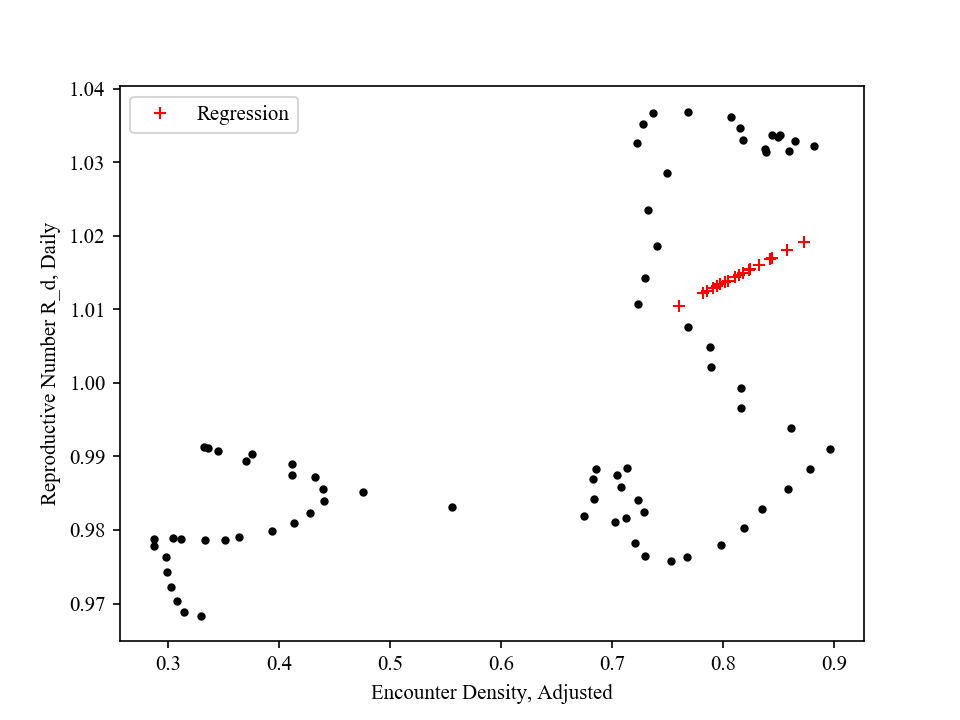 Regression
1.04
1.03
1.02
1.01
1.00
0.99
0.98
0.97
Reproductive Number R_d, Daily
0.3 0.4 0.5 0.6 0.7 0.8 0.9
Encounter Density, Adjusted